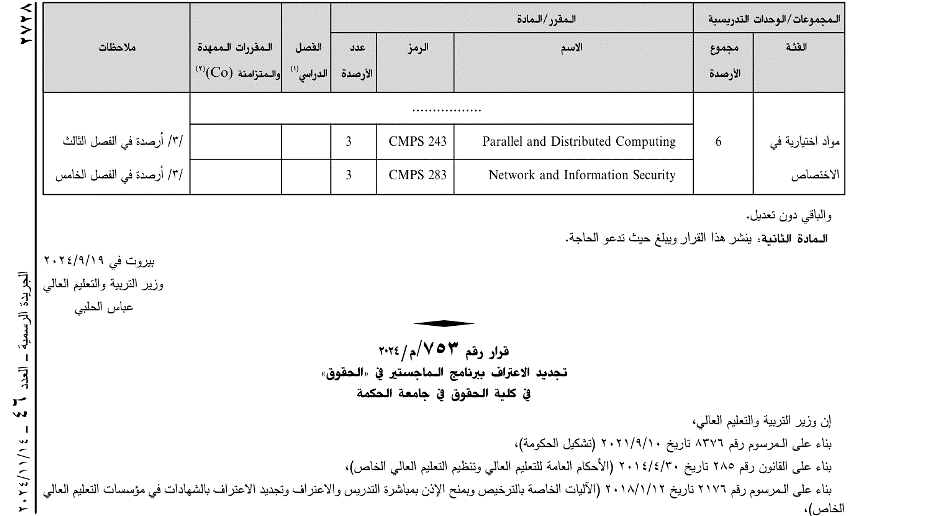 ٢٧٢٨
الجريدة الرسمية – العدد ٤٦ – ٢٠٢٤/١١/١٤
المجموعات/الوحدات التدريسية المقرر/المادة
الفئة مجموع الأرصدة الاسم الرمز عدد الأرصدة الفصل الدراسي(١) المقررات الممهدة والمتزامنة (Co)(٢) ملاحظات
.................
مواد اختيارية في 6 Parallel and Distributed Computing CMPS 243 3 /٣/ أرصدة في الفصل الثالث
الاختصاص Network and Information Security CMPS 283 3 /٣/ أرصدة في الفصل الخامس
والباقي دون تعديل.
المادة الثانية: ينشر هذا القرار ويبلغ حيث تدعو الحاجة.
بيروت في ٢٠٢٤/٩/١٩
وزير التربية والتعليم العالي
عباس الحلبي
قرار رقم ٧٥٣/م/٢٠٢٤
تجديد الاعتراف ببرنامج الماجستير في «الحقوق»
في كلية الحقوق في جامعة الحكمة
إن وزير التربية والتعليم العالي،
بناء على المرسوم رقم ٨٣٧٦ تاريخ ٢٠٢١/٩/١٠ (تشكيل الحكومة)،
بناء على القانون رقم ٢٨٥ تاريخ ٢٠١٤/٤/٣٠ (الأحكام العامة للتعليم العالي وتنظيم التعليم العالي الخاص)،
بناء على المرسوم رقم ٢١٧٦ تاريخ ٢٠١٨/١/١٢ (الآليات الخاصة بالترخيص وبمنح الإذن بمباشرة التدريس والاعتراف وتجديد الاعتراف بالشهادات في مؤسسات التعليم العالي
الخاص)،